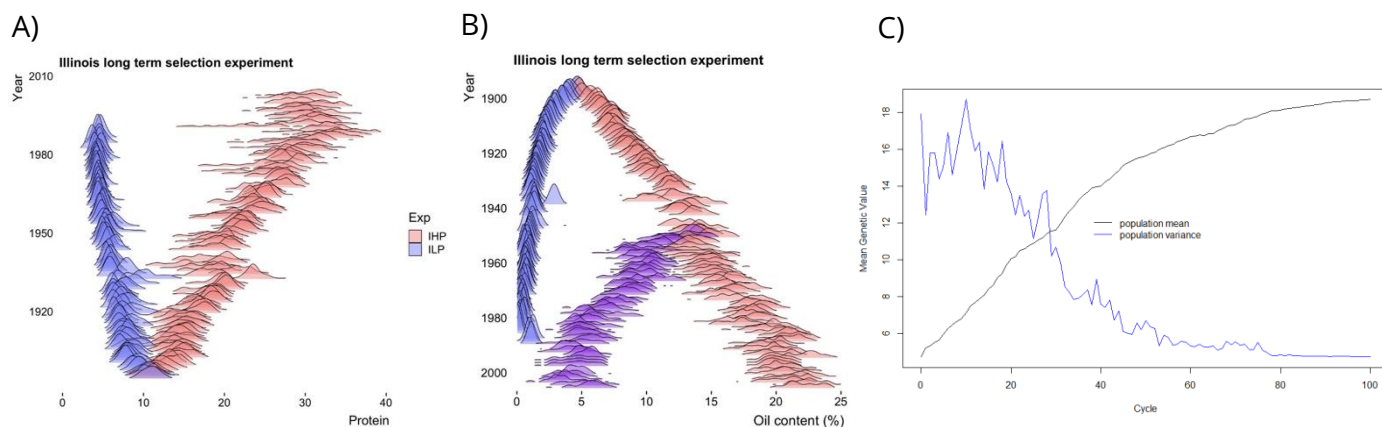 A)
Illinois long term selection experiment
Year
2010
1980
1950
1920
0 10 20 30 40
Protein
Exp
IHP
ILP
B)
Illinois long term selection experiment
Year
1900
1920
1940
1960
1980
2000
0 5 10 15 20 25
Oil content (%)
C)
Mean Genetic Value
18
16
14
12
10
8
6
population mean
population variance
0 20 40 60 80 100
Cycle